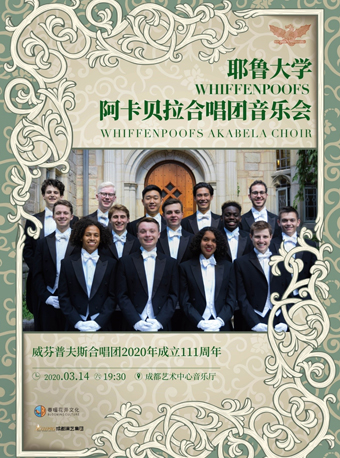 耶鲁大学
WHIFFENPOOFS
阿卡贝拉合唱团音乐会
WHIFFENPOOFS AKABELA CHOIR
威芬普夫斯合唱团2020年成立111周年
2020.03.14 19:30 成都艺术中心音乐厅